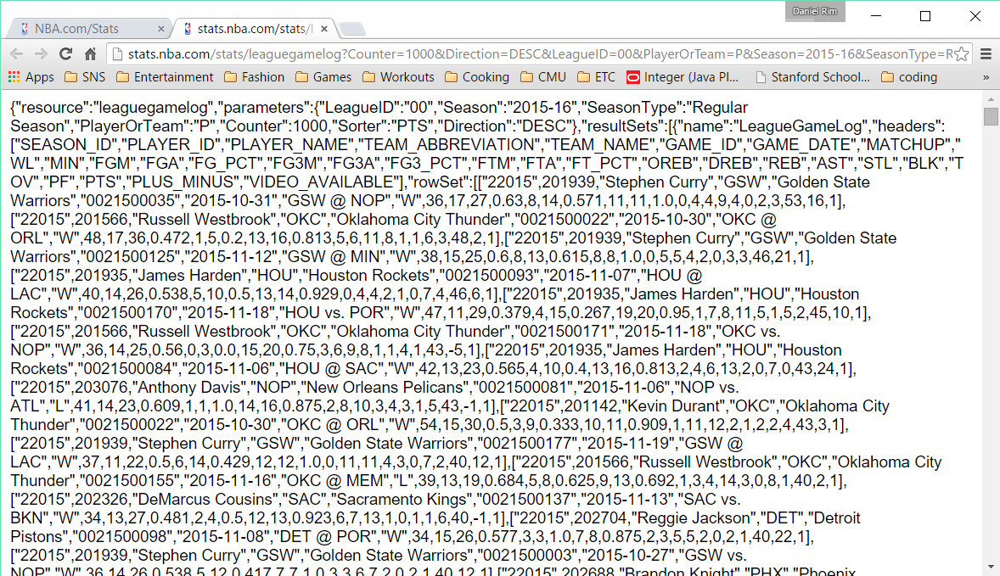 Daniel Rim
NBA.com/Stats
stats.nba.com/stats/l
stats.nba.com/stats/leaguegamelog?Counter=1000&Direction=DESC&LeagueID=00&PlayerOrTeam=P&Season=2015-16&SeasonType=R
Apps SNS Entertainment Fashion Games Workouts Cooking CMU ETC Integer (Java Pl... Stanford School... coding »
{"resource":"leaguegamelog","parameters":{"LeagueID":"00","Season":"2015-16","SeasonType":"Regular
Season","PlayerOrTeam":"P","Counter":1000,"Sorter":"PTS","Direction":"DESC"},"resultSets":[{"name":"LeagueGameLog","headers":
["SEASON_ID","PLAYER_ID","PLAYER_NAME","TEAM_ABBREVIATION","TEAM_NAME","GAME_ID","GAME_DATE","MATCHUP","
WL","MIN","FGM","FGA","FG_PCT","FG3M","FG3A","FG3_PCT","FTM","FTA","FT_PCT","OREB","DREB","REB","AST","STL","BLK","T
OV","PF","PTS","PLUS_MINUS","VIDEO_AVAILABLE"],"rowSet":[["22015",201939,"Stephen Curry","GSW","Golden State
Warriors","0021500035","2015-10-31","GSW @ NOP","W",36,17,27,0.63,8,14,0.571,11,11,1.0,0,4,4,9,4,0,2,3,53,16,1],
["22015",201566,"Russell Westbrook","OKC","Oklahoma City Thunder","0021500022","2015-10-30","OKC @
ORL","W",48,17,36,0.472,1,5,0.2,13,16,0.813,5,6,11,8,1,1,6,3,48,2,1],["22015",201939,"Stephen Curry","GSW","Golden State
Warriors","0021500125","2015-11-12","GSW @ MIN","W",38,15,25,0.6,8,13,0.615,8,8,1.0,0,5,5,4,2,0,3,3,46,21,1],
["22015",201935,"James Harden","HOU","Houston Rockets","0021500093","2015-11-07","HOU @
LAC","W",40,14,26,0.538,5,10,0.5,13,14,0.929,0,4,4,2,1,0,7,4,46,6,1],["22015",201935,"James Harden","HOU","Houston
Rockets","0021500170","2015-11-18","HOU vs. POR","W",47,11,29,0.379,4,15,0.267,19,20,0.95,1,7,8,11,5,1,5,2,45,10,1],
["22015",201566,"Russell Westbrook","OKC","Oklahoma City Thunder","0021500171","2015-11-18","OKC vs.
NOP","W",36,14,25,0.56,0,3,0.0,15,20,0.75,3,6,9,8,1,1,4,1,43,-5,1],["22015",201935,"James Harden","HOU","Houston
Rockets","0021500084","2015-11-06","HOU @ SAC","W",42,13,23,0.565,4,10,0.4,13,16,0.813,2,4,6,13,2,0,7,0,43,24,1],
["22015",203076,"Anthony Davis","NOP","New Orleans Pelicans","0021500081","2015-11-06","NOP vs.
ATL","L",41,14,23,0.609,1,1,1.0,14,16,0.875,2,8,10,3,4,3,1,5,43,-1,1],["22015",201142,"Kevin Durant","OKC","Oklahoma City
Thunder","0021500022","2015-10-30","OKC @ ORL","W",54,15,30,0.5,3,9,0.333,10,11,0.909,1,11,12,2,1,2,2,4,43,3,1],
["22015",201939,"Stephen Curry","GSW","Golden State Warriors","0021500177","2015-11-19","GSW @
LAC","W",37,11,22,0.5,6,14,0.429,12,12,1.0,0,11,11,4,3,0,7,2,40,12,1],["22015",201566,"Russell Westbrook","OKC","Oklahoma City
Thunder","0021500155","2015-11-16","OKC @ MEM","L",39,13,19,0.684,5,8,0.625,9,13,0.692,1,3,4,14,3,0,8,1,40,2,1],
["22015",202326,"DeMarcus Cousins","SAC","Sacramento Kings","0021500137","2015-11-13","SAC vs.
BKN","W",34,13,27,0.481,2,4,0.5,12,13,0.923,6,7,13,1,0,1,1,6,40,-1,1],["22015",202704,"Reggie Jackson","DET","Detroit
Pistons","0021500098","2015-11-08","DET @ POR","W",34,15,26,0.577,3,3,1.0,7,8,0.875,2,3,5,5,2,0,2,1,40,22,1],
["22015",201939,"Stephen Curry","GSW","Golden State Warriors","0021500003","2015-10-27","GSW vs.
NOP","W",36,14,26,0.538,5,12,0.417,7,7,1.0,3,3,6,7,2,0,2,1,40,12,1],["22015",202688,"Brandon Knight","PHX","Phoenix